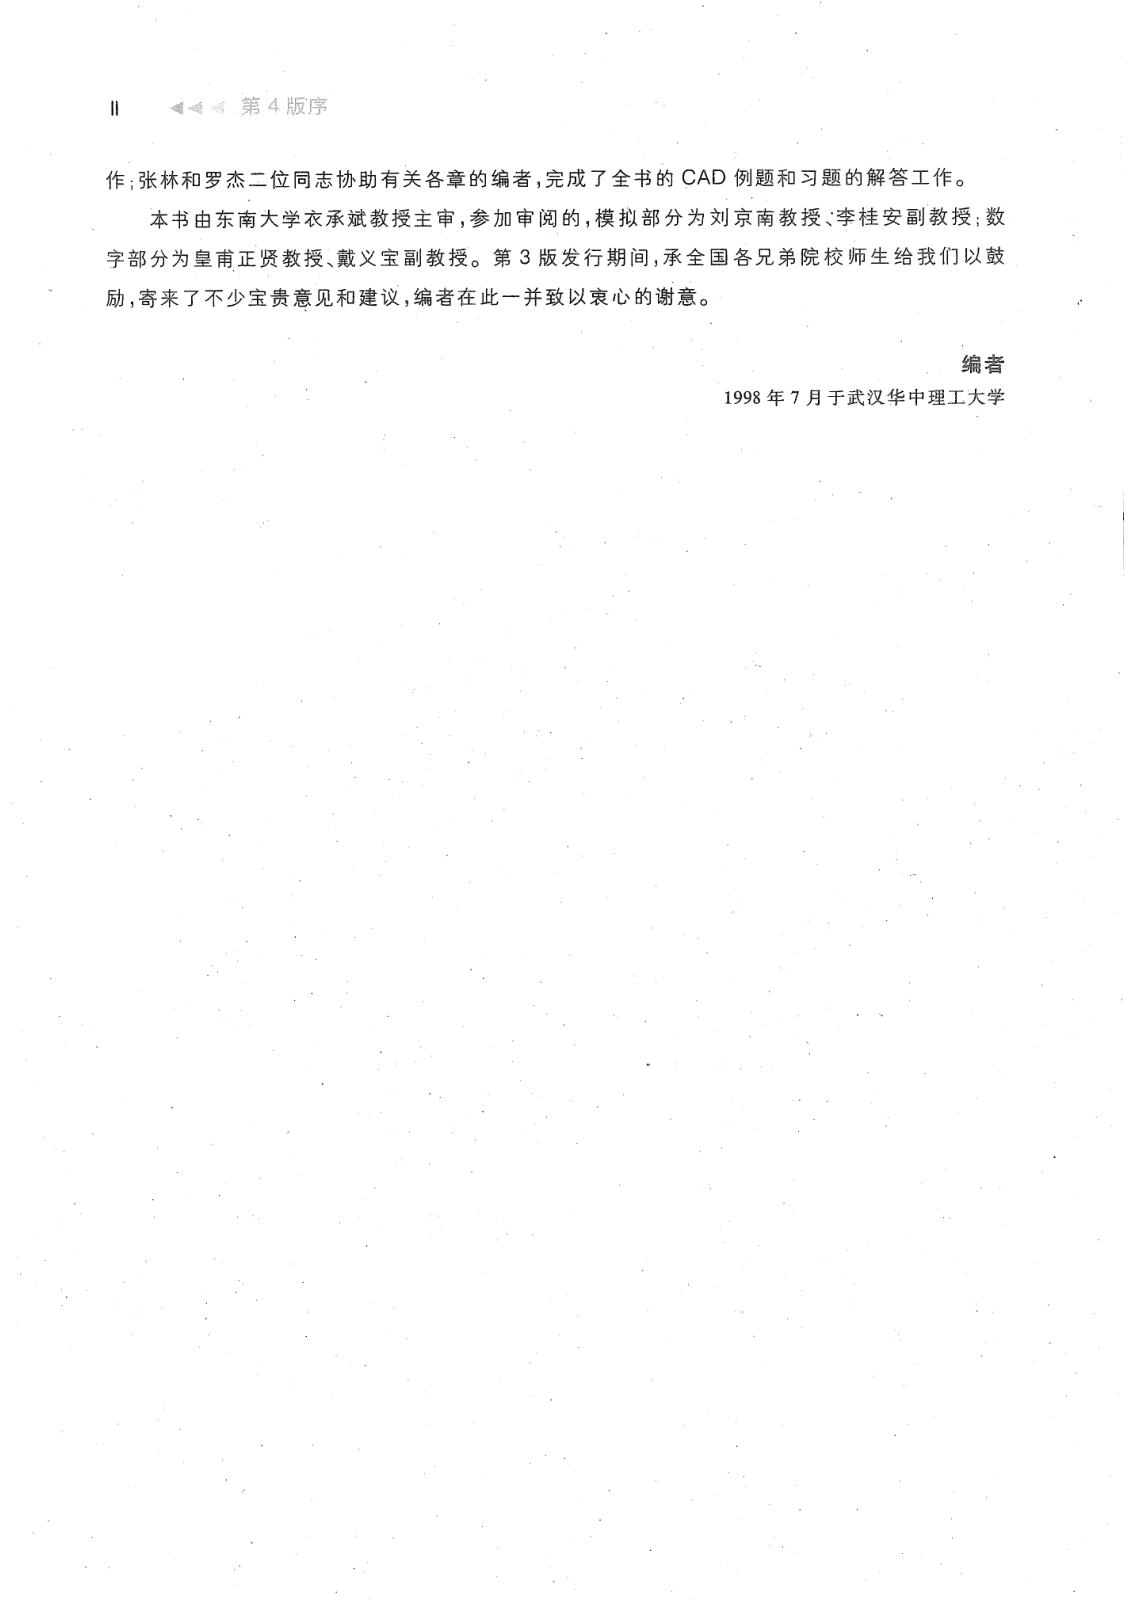 II ◀◀◀ 第 4 版序
作;张林和罗杰二位同志协助有关各章的编者,完成了全书的 CAD 例题和习题的解答工作。
本书由东南大学衣承斌教授主审,参加审阅的,模拟部分为刘京南教授、李桂安副教授;数
字部分为皇甫正贤教授、戴义宝副教授。第 3 版发行期间,承全国各兄弟院校师生给我们以鼓
励,寄来了不少宝贵意见和建议,编者在此一并致以衷心的谢意。
编者
1998 年 7 月于武汉华中理工大学